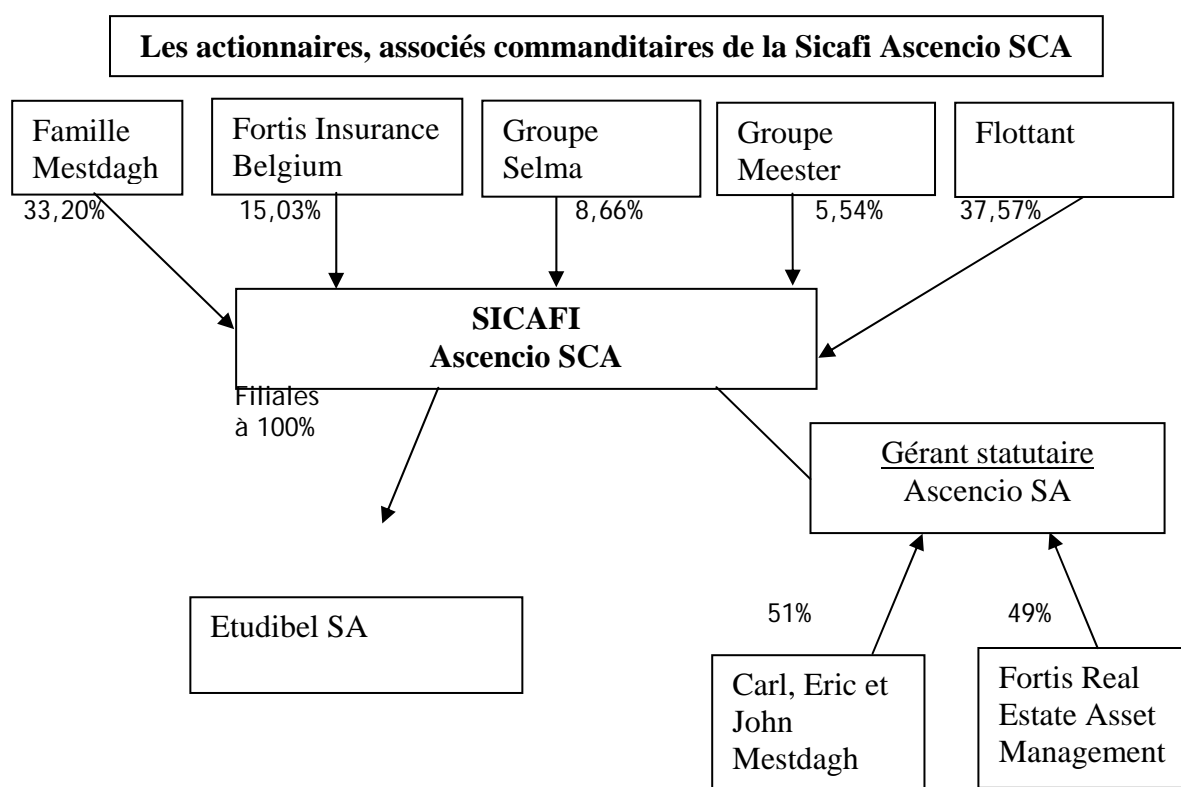 Les actionnaires, associés commanditaires de la Sicafi Ascencio SCA
Famille
Mestdagh
Fortis Insurance
Belgium
Groupe
Selma
Groupe
Meester
Flottant
33,20%
15,03%
8,66%
5,54%
37,57%
SICAFI
Ascencio SCA
Filiales
à 100%
Gérant statutaire
Ascencio SA
Etudibel SA
51%
49%
Carl, Eric et
John
Mestdagh
Fortis Real
Estate Asset
Management